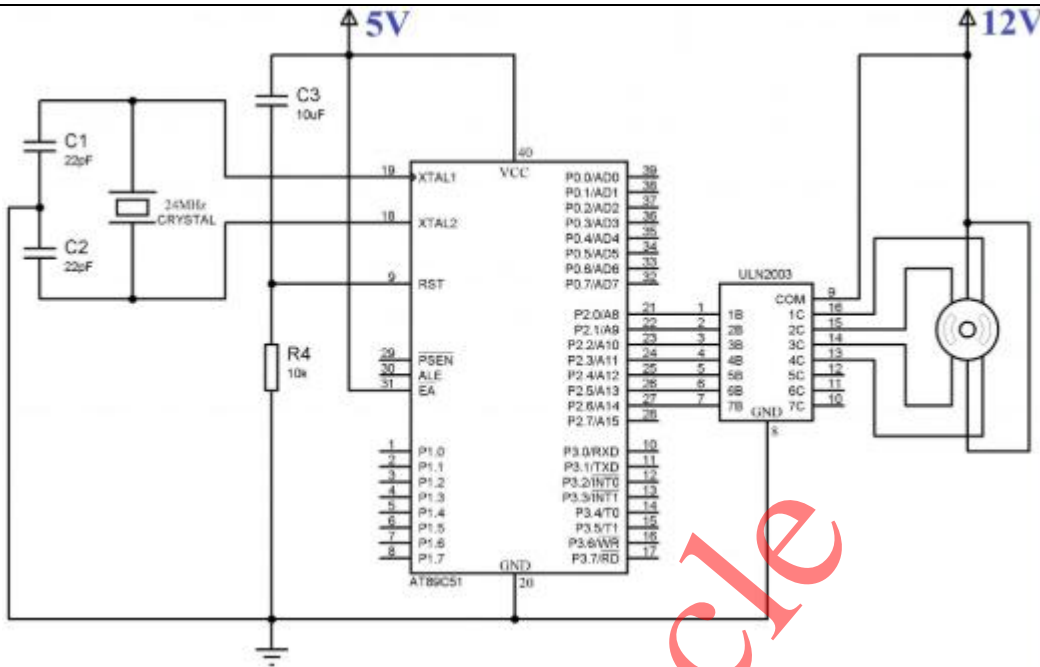 5V
12V
C3
10uF
C1
22pF
24MHz
CRYSTAL
C2
22pF
R4
10k
40
VCC
19 XTAL1
18 XTAL2
9 RST
29 PSEN
30 ALE
31 EA
1 P1.0
2 P1.1
3 P1.2
4 P1.3
5 P1.4
6 P1.5
7 P1.6
8 P1.7
P0.0/AD0 39
P0.1/AD1 38
P0.2/AD2 37
P0.3/AD3 36
P0.4/AD4 35
P0.5/AD5 34
P0.6/AD6 33
P0.7/AD7 32
P2.0/A8 21
P2.1/A9 22
P2.2/A10 23
P2.3/A11 24
P2.4/A12 25
P2.5/A13 26
P2.6/A14 27
P2.7/A15 28
P3.0/RXD 10
P3.1/TXD 11
P3.2/INT0 12
P3.3/INT1 13
P3.4/T0 14
P3.5/T1 15
P3.6/WR 16
P3.7/RD 17
GND
20
AT89C51
ULN2003
COM 9
1 1B 1C 16
2 2B 2C 15
3 3B 3C 14
4 4B 4C 13
5 5B 5C 12
6 6B 6C 11
7 7B 7C 10
GND
8
cle